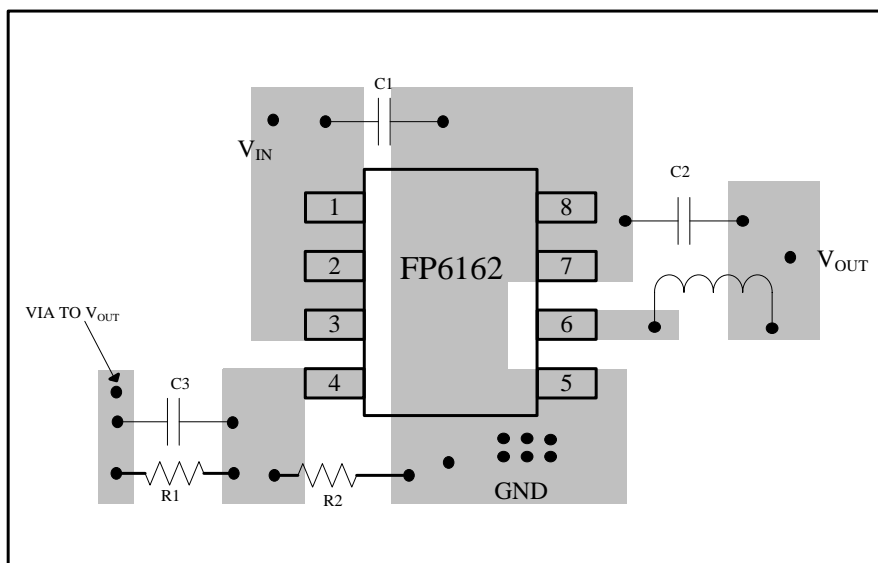 C1
V_IN
C2
1
8
2
FP6162
7
V_OUT
VIA TO V_OUT
3
6
4
5
C3
R1
R2
GND